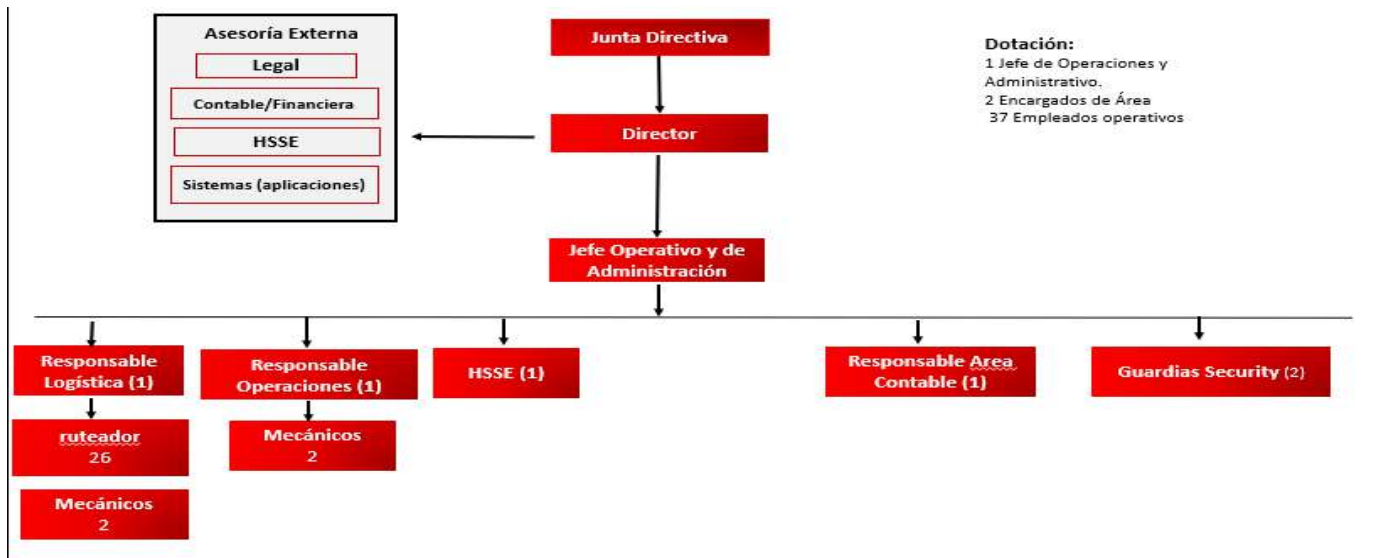 Asesoría Externa
Legal
Contable/Financiera
HSSE
Sistemas (aplicaciones)
Junta Directiva
Director
Jefe Operativo y de
Administración
Dotación:
1 Jefe de Operaciones y
Administrativo.
2 Encargados de Área
37 Empleados operativos
Responsable
Logística (1)
ruteador
26
Mecánicos
2
Responsable
Operaciones (1)
Mecánicos
2
HSSE (1)
Responsable Area
Contable (1)
Guardias Security (2)